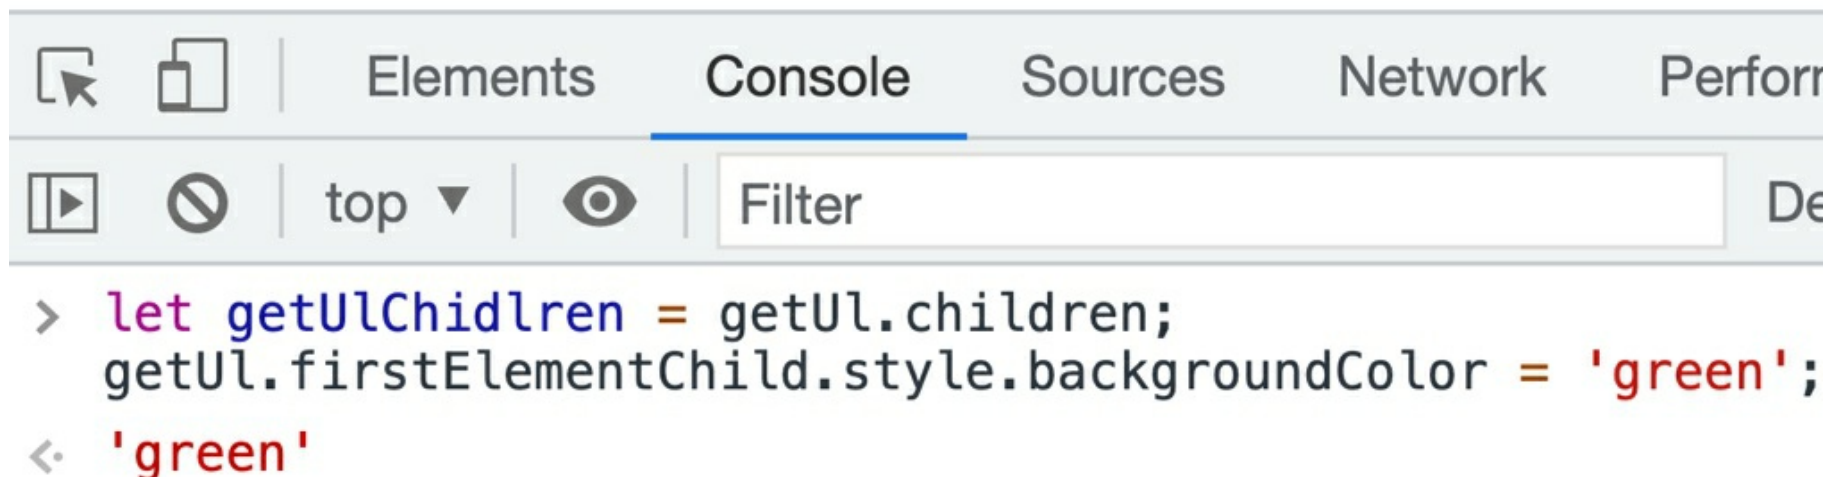 Elements Console Sources Network
top Filter
let getUlChidlren = getUl.children;
getUl.firstElementChild.style.backgroundColor = 'green';
'green'